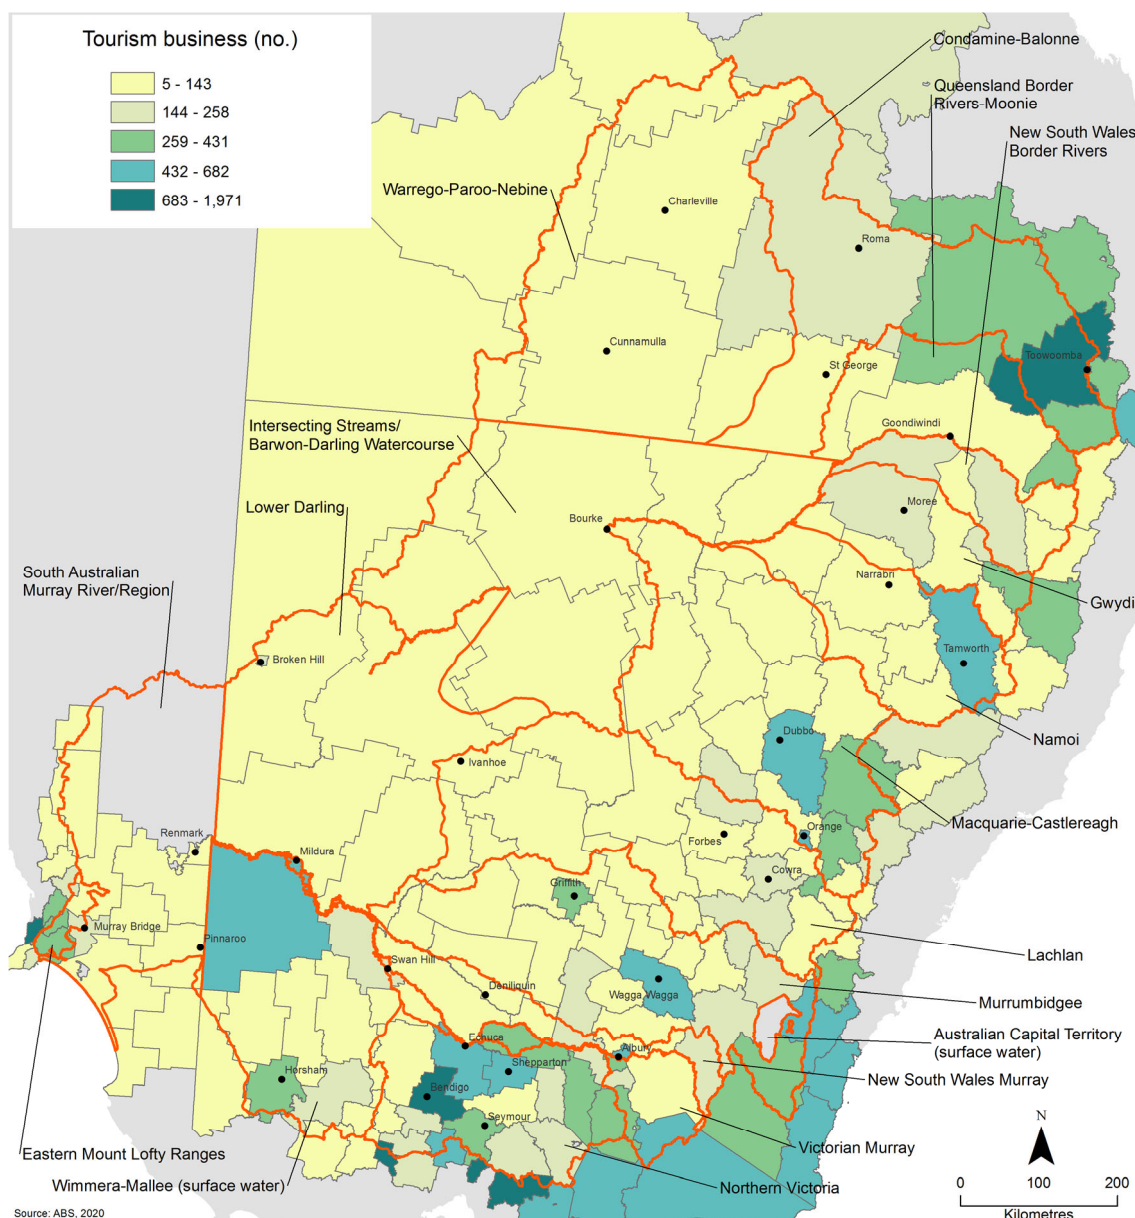 Tourism business (no.)
5 - 143
144 - 258
259 - 431
432 - 682
683 - 1,971
Condamine-Balonne
Queensland Border
Rivers-Moonie
New South Wales
Border Rivers
Warrego-Paroo-Nebine
Charleville
Roma
Cunnamulla
St George
Toowoomba
Goondiwindi
Intersecting Streams/
Barwon-Darling Watercourse
Lower Darling
Bourke
Moree
South Australian
Murray River/Region
Narrabri
Gwydi
Broken Hill
Tamworth
Namoi
Dubbo
Ivanhoe
Macquarie-Castlereagh
Renmark
Mildura
Forbes
Orange
Cowra
Griffith
Murray Bridge
Pinnaroo
Lachlan
Swan Hill
Deniliquin
Wagga Wagga
Murrumbidgee
Australian Capital Territory
(surface water)
Echuca
Albury
Shepparton
New South Wales Murray
Horsham
Bendigo
Seymour
Victorian Murray
Eastern Mount Lofty Ranges
Wimmera-Mallee (surface water)
Northern Victoria
N
0 100 200
Kilometres
Source: ABS, 2020